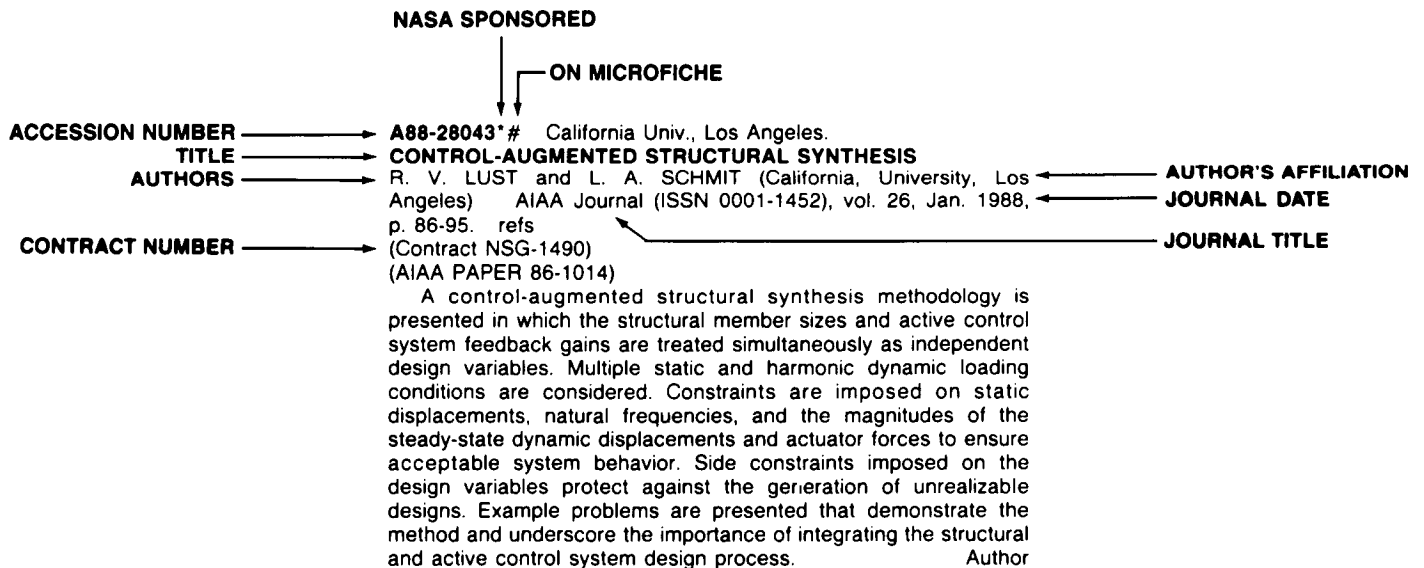 NASA SPONSORED
ON MICROFICHE
ACCESSION NUMBER
A88-28043*# California Univ., Los Angeles.
TITLE
CONTROL-AUGMENTED STRUCTURAL SYNTHESIS
AUTHORS
R. V. LUST and L. A. SCHMIT (California, University, Los
AUTHOR'S AFFILIATION
Angeles) AIAA Journal (ISSN 0001-1452), vol. 26, Jan. 1988,
JOURNAL DATE
p. 86-95. refs
JOURNAL TITLE
CONTRACT NUMBER
(Contract NSG-1490)
(AIAA PAPER 86-1014)
A control-augmented structural synthesis methodology is
presented in which the structural member sizes and active control
system feedback gains are treated simultaneously as independent
design variables. Multiple static and harmonic dynamic loading
conditions are considered. Constraints are imposed on static
displacements, natural frequencies, and the magnitudes of the
steady-state dynamic displacements and actuator forces to ensure
acceptable system behavior. Side constraints imposed on the
design variables protect against the generation of unrealizable
designs. Example problems are presented that demonstrate the
method and underscore the importance of integrating the structural
and active control system design process. Author